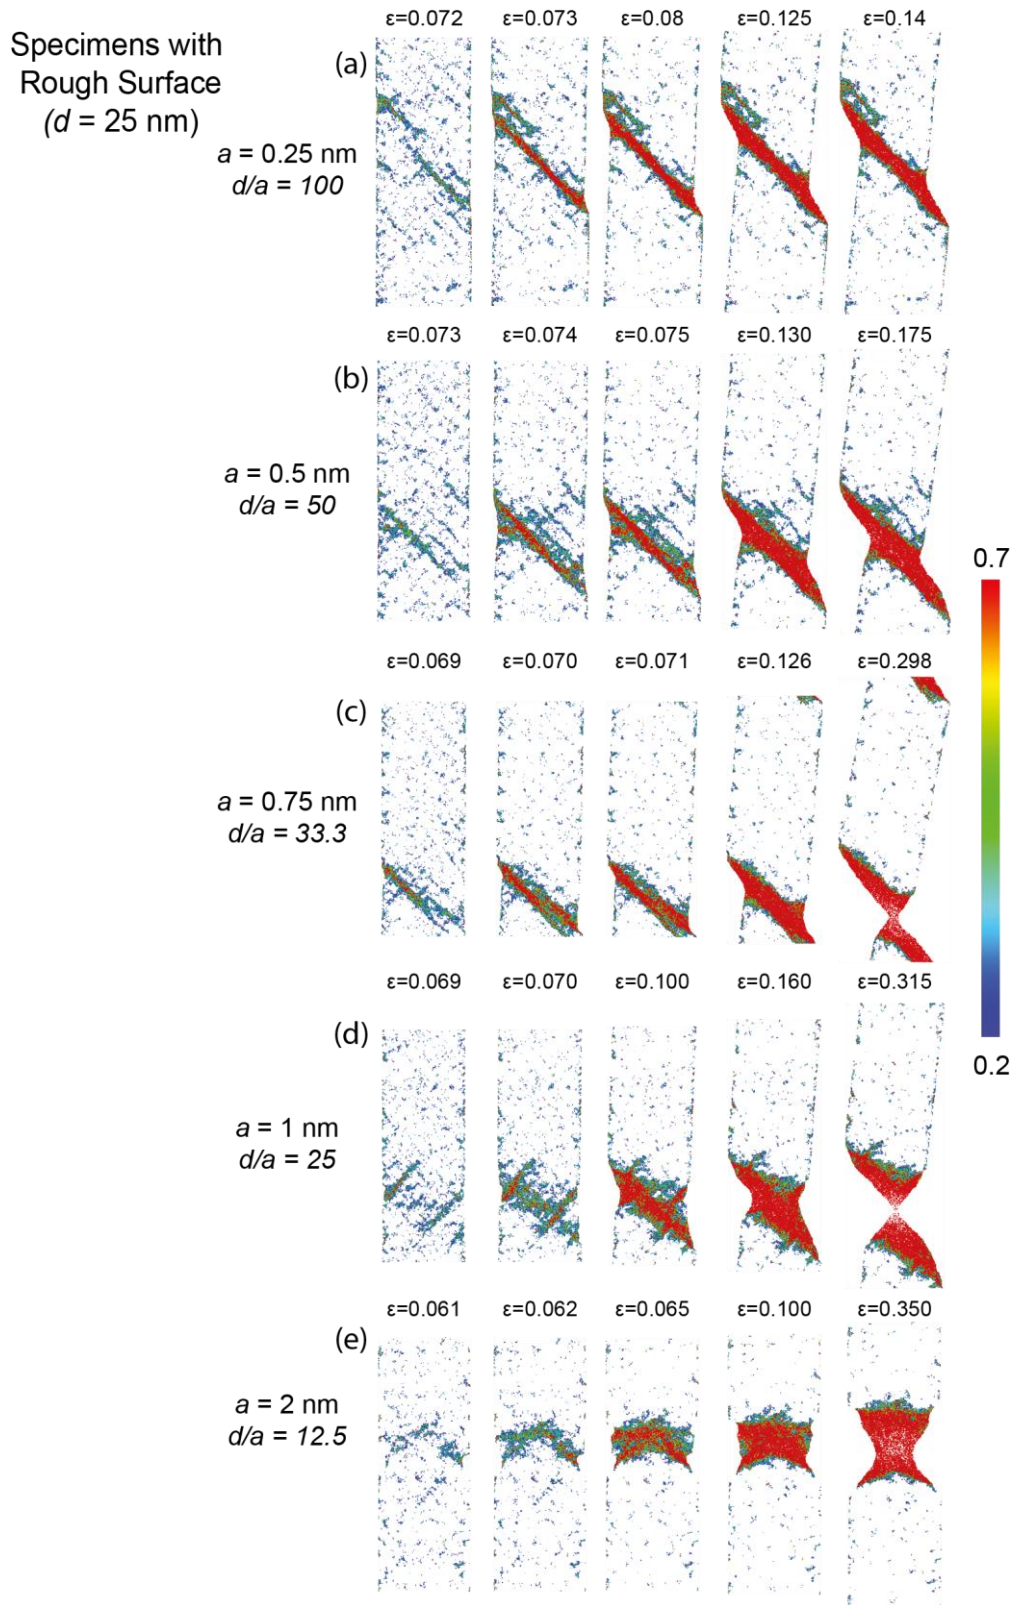 Specimens with
Rough Surface
(d = 25 nm)
ε=0.072 ε=0.073 ε=0.08 ε=0.125 ε=0.14
(a)
a = 0.25 nm
d/a = 100
ε=0.073 ε=0.074 ε=0.075 ε=0.130 ε=0.175
(b)
a = 0.5 nm
d/a = 50
0.7
ε=0.069 ε=0.070 ε=0.071 ε=0.126 ε=0.298
(c)
a = 0.75 nm
d/a = 33.3
ε=0.069 ε=0.070 ε=0.100 ε=0.160 ε=0.315
(d)
0.2
a = 1 nm
d/a = 25
ε=0.061 ε=0.062 ε=0.065 ε=0.100 ε=0.350
(e)
a = 2 nm
d/a = 12.5